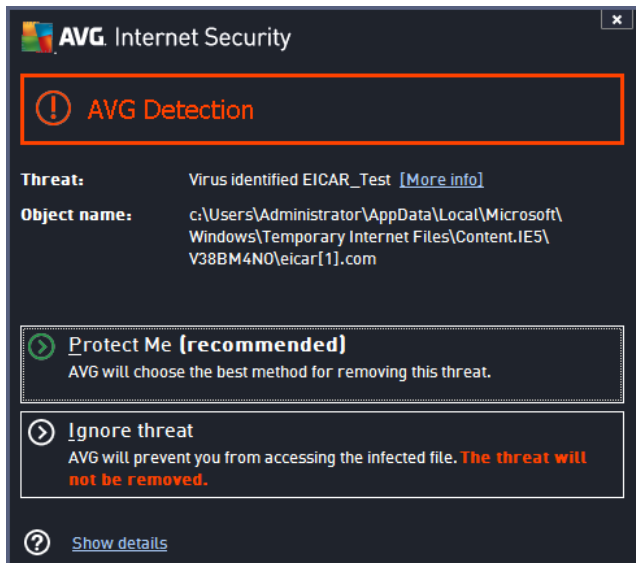 AVG. Internet Security
AVG Detection
Threat: Virus identified EICAR_Test [More info]
Object name: c:\Users\Administrator\AppData\Local\Microsoft\
Windows\Temporary Internet Files\Content.IE5\
V38BM4NO\eicar[1].com
Protect Me (recommended)
AVG will choose the best method for removing this threat.
Ignore threat
AVG will prevent you from accessing the infected file. The threat will
not be removed.
Show details